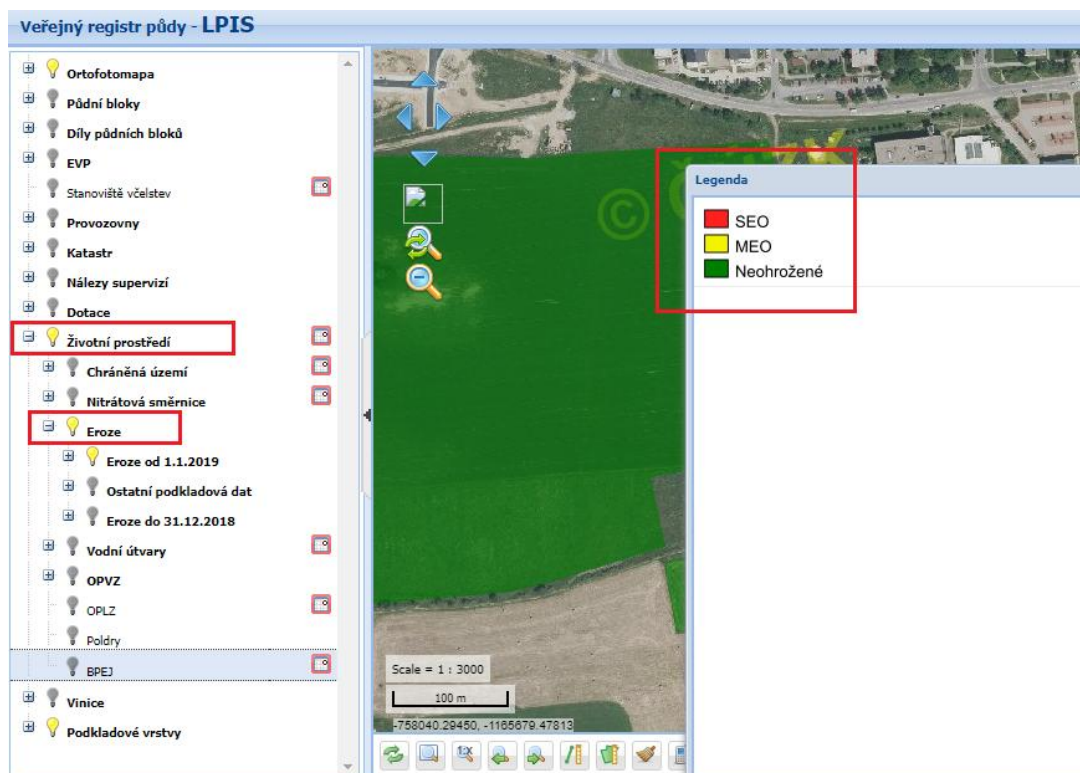 Veřejný registr půdy - LPIS
Ortofotomapa
Půdní bloky
Díly půdních bloků
EVP
Stanoviště včelstev
Provozovny
Katastr
Nálezy supervizí
Dotace
Životní prostředí
Chráněná území
Nitrátová směrnice
Eroze
Eroze od 1.1.2019
Ostatní podkladová dat
Eroze do 31.12.2018
Vodní útvary
OPVZ
OPLZ
Poldry
BPEJ
Vinice
Podkladové vrstvy
©
Legenda
SEO
MEO
Neohrožené
Scale = 1 : 3000
100 m
-758040.29450, -1165679.47813
1:X